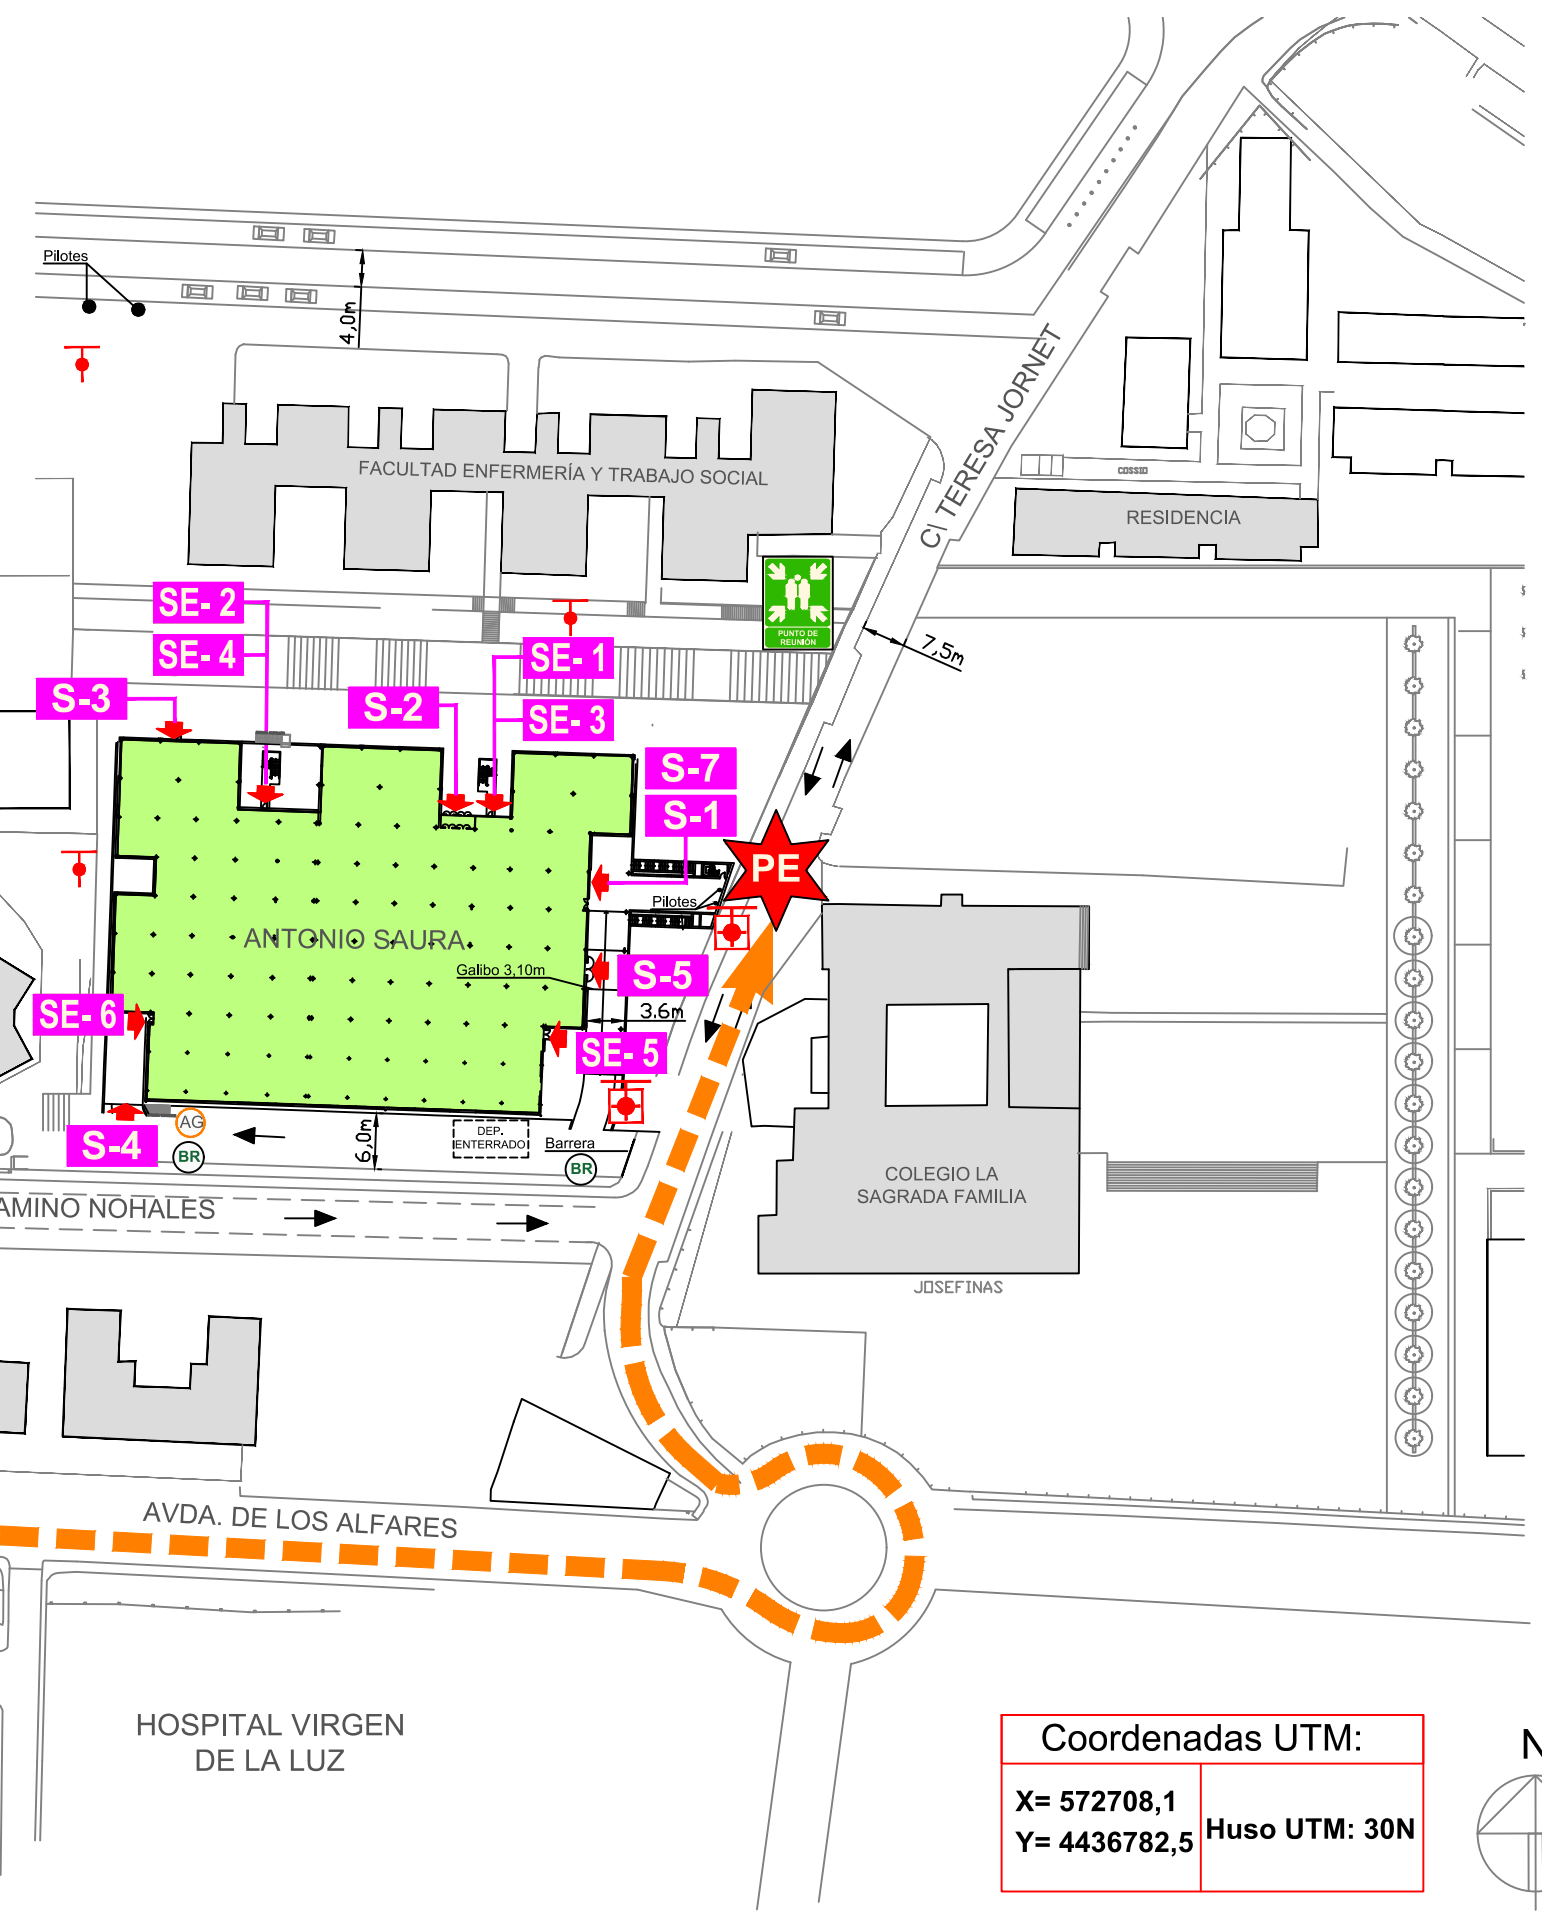 Pilotes
4,0m
C\ TERESA JORNET
FACULTAD ENFERMERÍA Y TRABAJO SOCIAL
COSSIO
RESIDENCIA
SE- 2
PUNTO DE
REUNIÓN
SE- 4
SE- 1
7,5m
S-3
S-2
SE- 3
S-7
S-1
PE
Pilotes
ANTONIO SAURA
Galibo 3,10m
S-5
SE- 6
3.6m
SE- 5
AG
S-4
BR
6,0m
DEP.
ENTERRADO
Barrera
BR
COLEGIO LA
SAGRADA FAMILIA
AMINO NOHALES
JOSEFINAS
AVDA. DE LOS ALFARES
HOSPITAL VIRGEN
DE LA LUZ
Coordenadas UTM:
X= 572708,1
Y= 4436782,5
Huso UTM: 30N
N